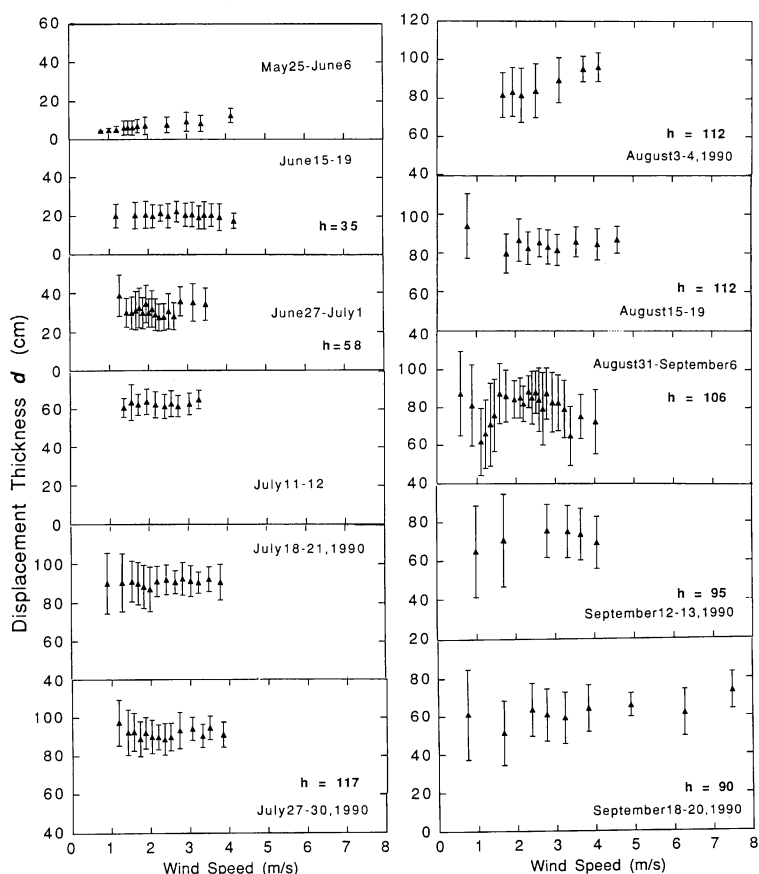 Displacement Thickness d (cm)
60
40
20
0
May25-June6
June15-19
40
20
0
h=35
40
20
0
June27-July1
h=58
60
40
20
0
July11-12
July18-21,1990
100
80
60
40
100
80
60
40
h = 117
July27-30,1990
0 1 2 3 4 5 6 7 8
Wind Speed (m/s)
120
100
80
60
40
h = 112
August3-4,1990
100
80
60
40
h = 112
August15-19
August31-September6
100
80
60
40
h = 106
80
60
40
20
h = 95
September12-13,1990
80
60
40
20
0
h = 90
September18-20,1990
0 1 2 3 4 5 6 7 8
Wind Speed (m/s)